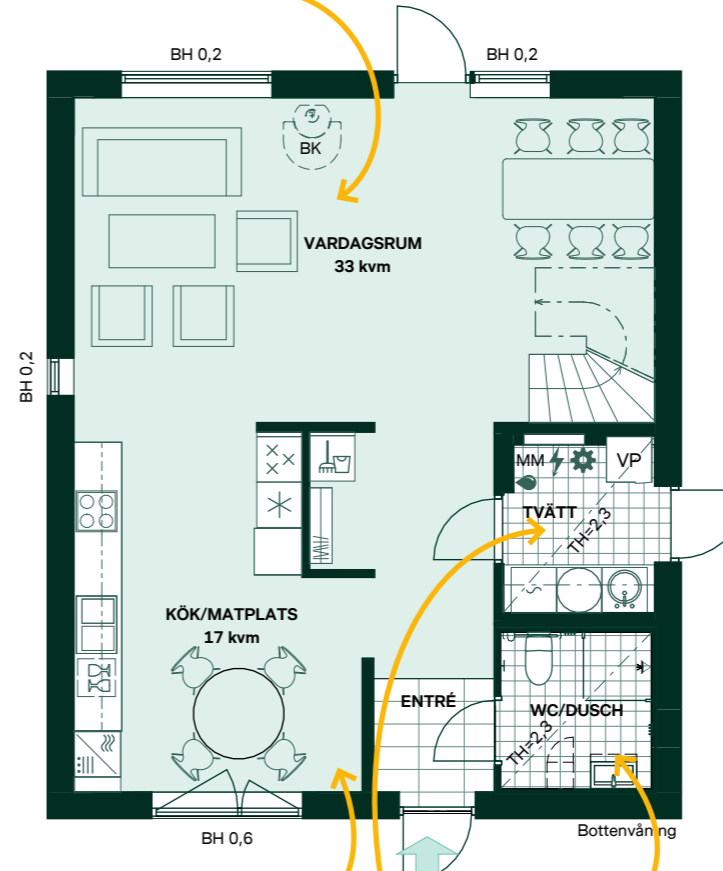 BH 0,2
BH 0,2
BK
VARDAGSRUM
33 kvm
BH 0,2
MM
VP
TVÄTT
TH=2,3
KÖK/MATPLATS
17 kvm
ENTRÉ
WC/DUSCH
TH=2,3
BH 0,6
Bottenvåning